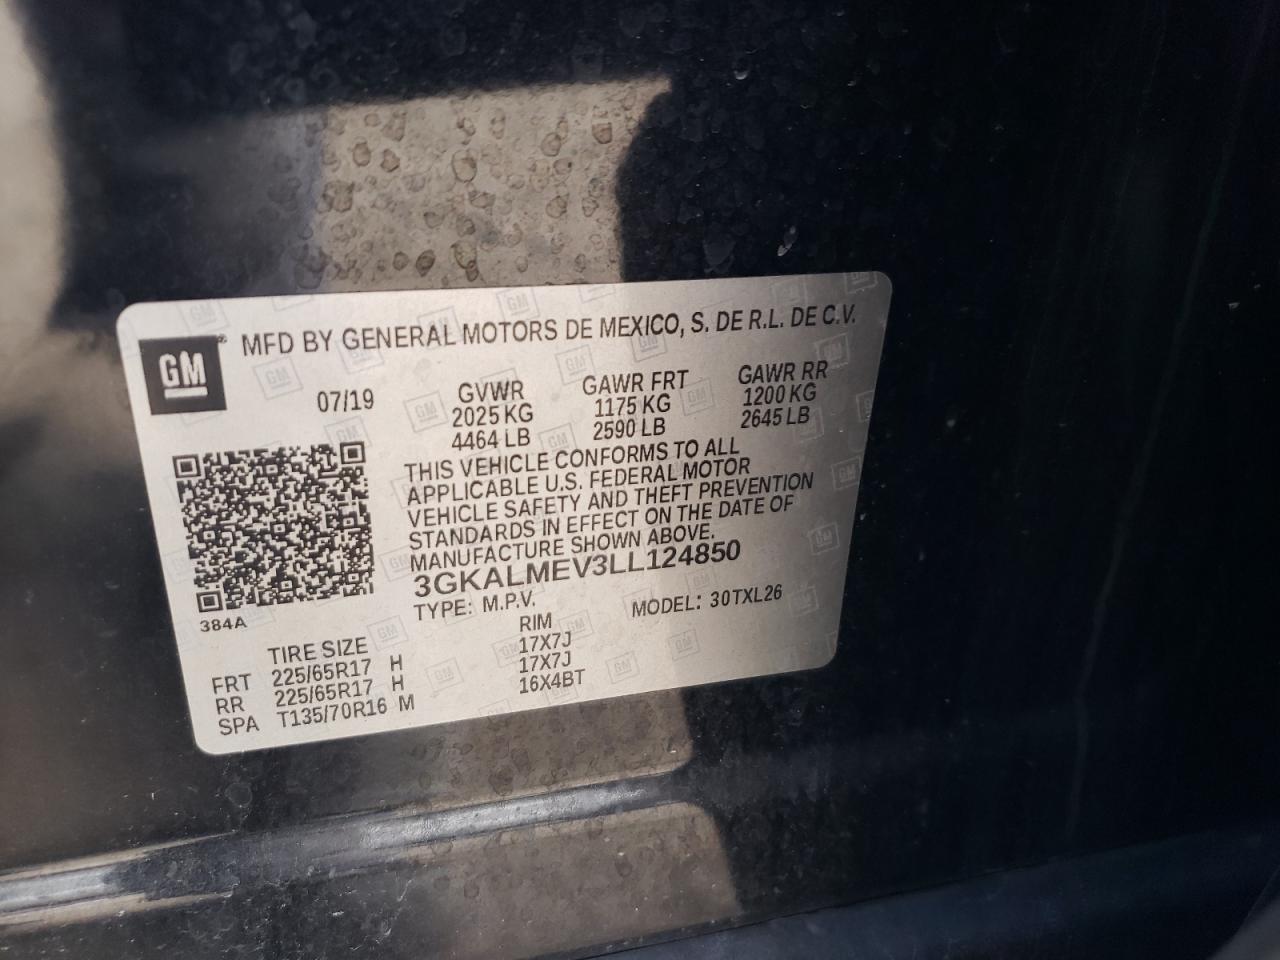 GM
MFD BY GENERAL MOTORS DE MEXICO, S. DE R.L. DE C.V.
07/19
GVWR GAWR FRT GAWR RR
2025 KG 1175 KG 1200 KG
4464 LB 2590 LB 2645 LB
THIS VEHICLE CONFORMS TO ALL
APPLICABLE U.S. FEDERAL MOTOR
VEHICLE SAFETY AND THEFT PREVENTION
STANDARDS IN EFFECT ON THE DATE OF
MANUFACTURE SHOWN ABOVE.
3GKALMEV3LL124850
TYPE: M.P.V. MODEL: 30TXL26
384A
TIRE SIZE RIM
FRT 225/65R17 H 17X7J
RR 225/65R17 H 17X7J
SPA T135/70R16 M 16X4BT